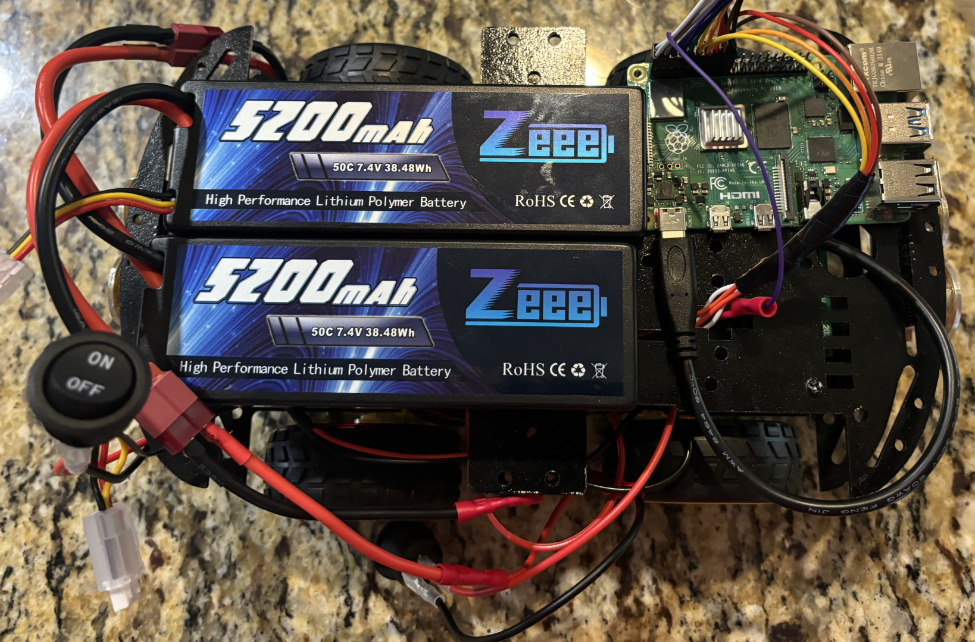 5200mAh
Zeee
50C 7.4V 38.48Wh
High Performance Lithium Polymer Battery
RoHS CE
FC
HDMI
5200mAh
Zeee
50C 7.4V 38.48Wh
High Performance Lithium Polymer Battery
RoHS CE
ON
OFF